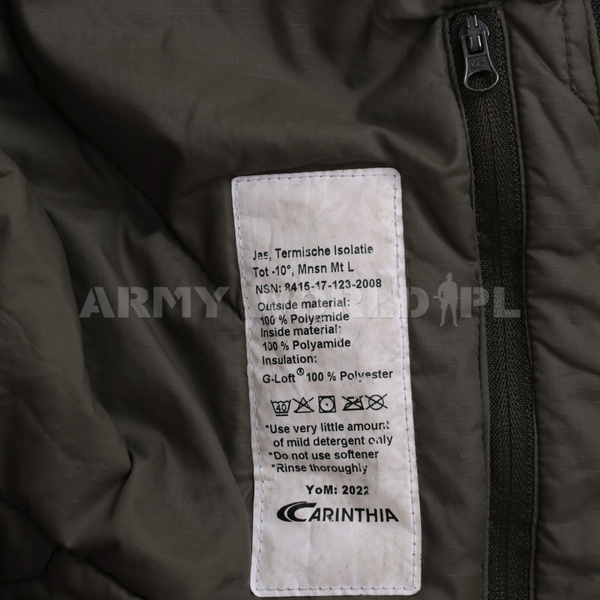 Jas, Termische Isolatie
Tot -10°, Mnsn Mt L
NSN: 8415-17-123-2008
Outside material:
100 % Polyamide
Inside material:
100 % Polyamide
Insulation:
G-Loft® 100 % Polyester
40
*Use very little amount
of mild detergent only
*Do not use softener
*Rinse thoroughly
YoM: 2022
CARINTHIA
ARMY WORLD PL